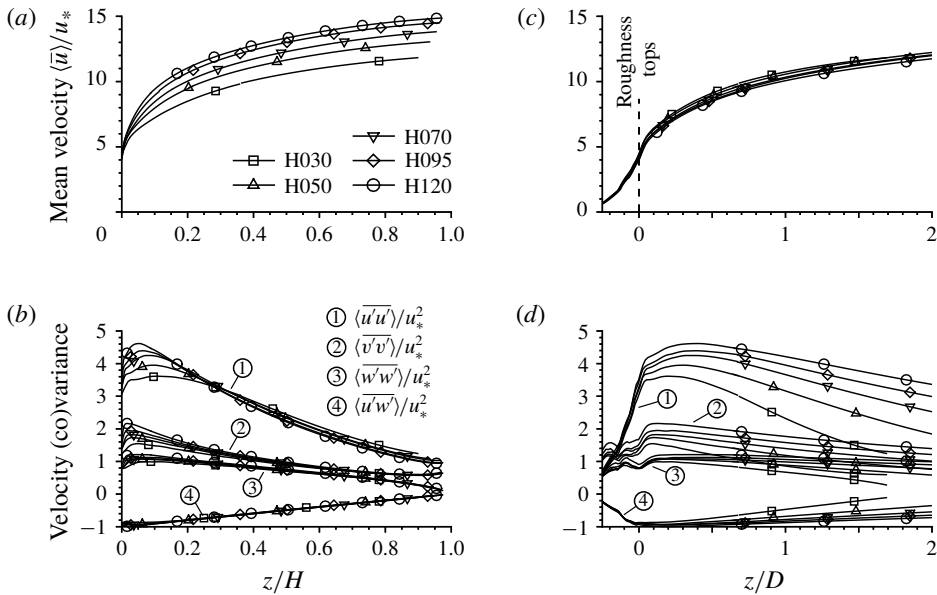 (a)
Mean velocity ⟨ū⟩/u*
15
10
5
0
0.2
0.4
0.6
0.8
1.0
H030
H050
H070
H095
H120
(c)
15
10
5
0
1
2
Roughness
tops
(b)
Velocity (co)variance
5
4
3
2
1
0
−1
0
0.2
0.4
0.6
0.8
1.0
z/H
1
2
3
4
① ⟨u′u′⟩/u*²
② ⟨v′v′⟩/u*²
③ ⟨w′w′⟩/u*²
④ ⟨u′w′⟩/u*²
(d)
5
4
3
2
1
0
−1
0
1
2
z/D
1
2
3
4